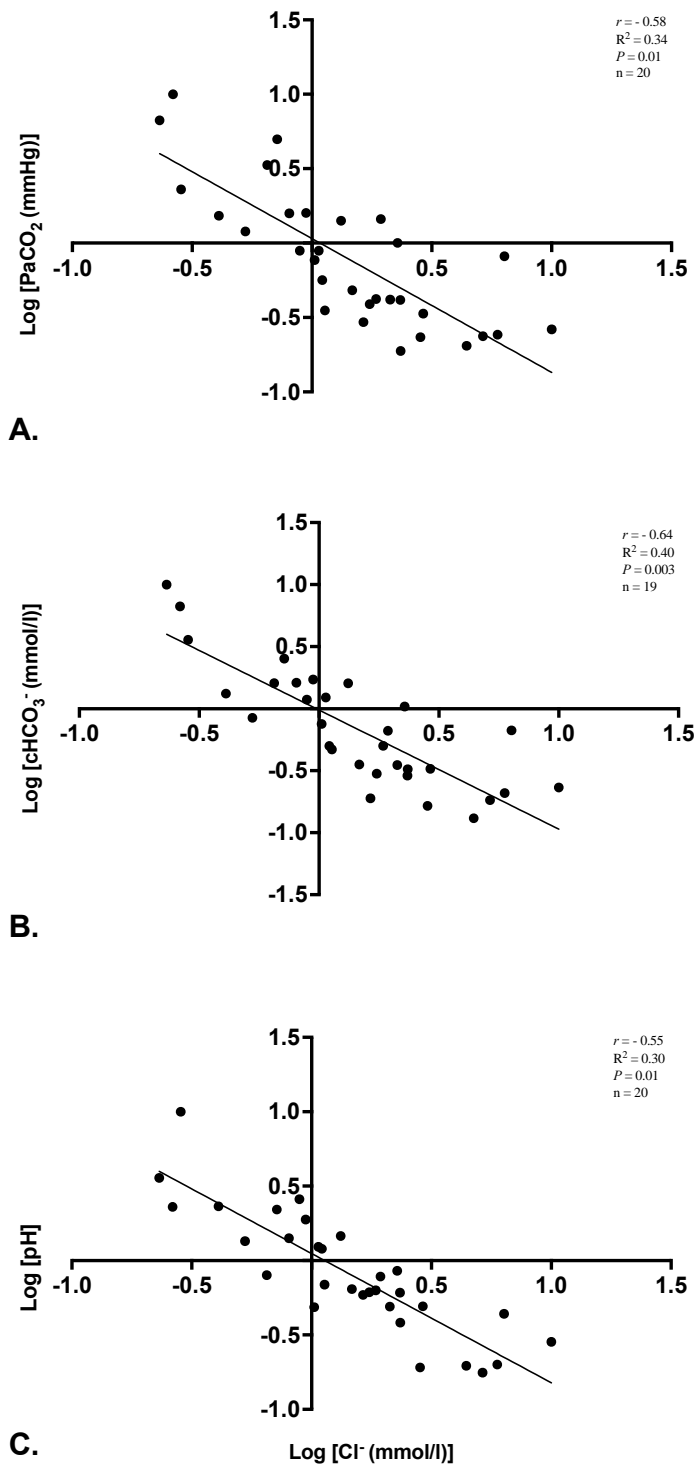 1.5
r = - 0.58
R² = 0.34
P = 0.01
n = 20
1.0
0.5
-1.0 -0.5 0.5 1.0 1.5
-0.5
-1.0
Log [PaCO₂ (mmHg)]
A.
1.5
r = - 0.64
R² = 0.40
P = 0.003
n = 19
1.0
0.5
-1.0 -0.5 0.5 1.0 1.5
-0.5
-1.0
-1.5
Log [cHCO₃⁻ (mmol/l)]
B.
1.5
r = - 0.55
R² = 0.30
P = 0.01
n = 20
1.0
0.5
-1.0 -0.5 0.5 1.0 1.5
-0.5
-1.0
Log [pH]
C.
Log [Cl⁻ (mmol/l)]